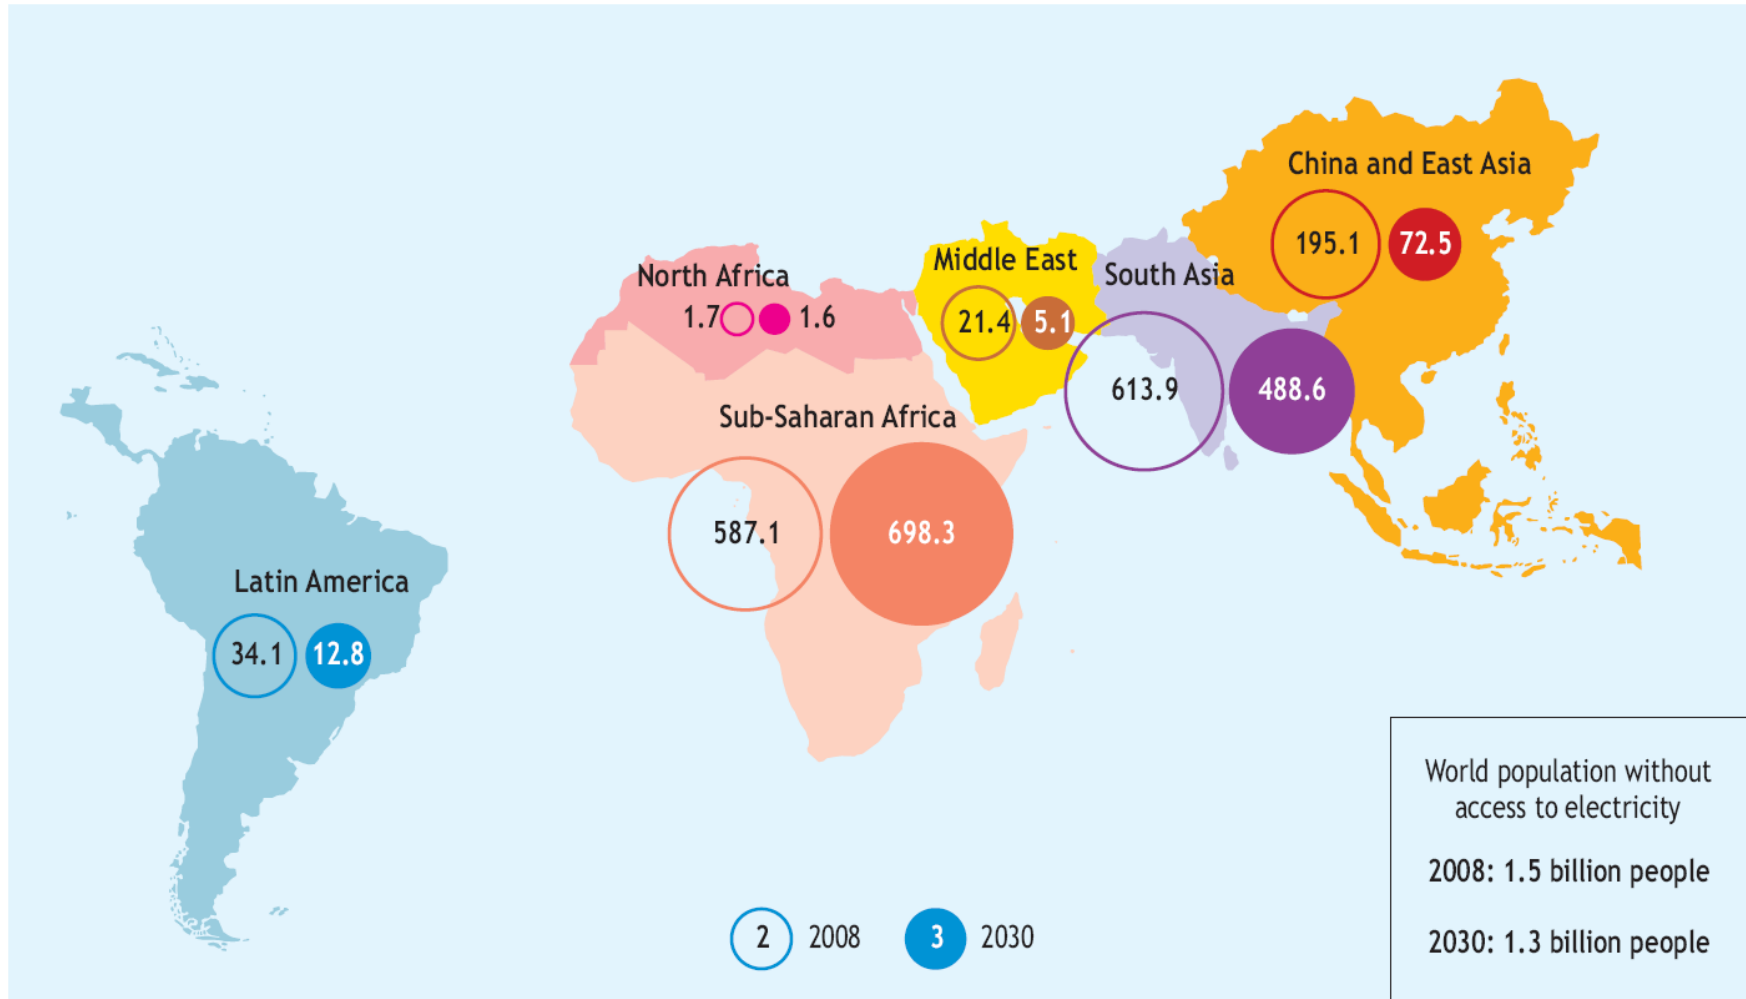 China and East Asia
195.1 72.5
North Africa
1.7 1.6
Middle East
21.4 5.1
South Asia
613.9 488.6
Sub-Saharan Africa
587.1 698.3
Latin America
34.1 12.8
2 2008 3 2030
World population without
access to electricity
2008: 1.5 billion people
2030: 1.3 billion people